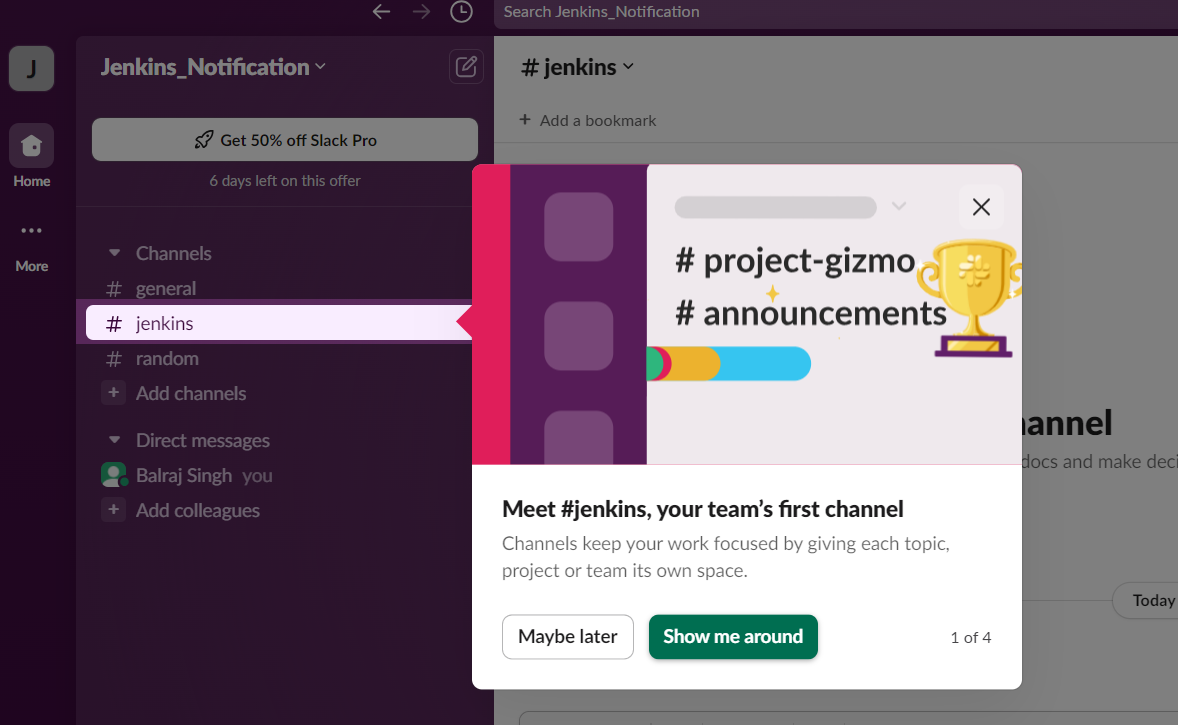 Search Jenkins_Notification
J
Jenkins_Notification
# jenkins
Get 50% off Slack Pro
+ Add a bookmark
6 days left on this offer
Home
More
Channels
# general
# jenkins
# random
+ Add channels
Direct messages
Balraj Singh you
+ Add colleagues
# project-gizmo
# announcements
hannel
docs and make deci
Meet #jenkins, your team’s first channel
Channels keep your work focused by giving each topic,
project or team its own space.
Today
Maybe later
Show me around
1 of 4